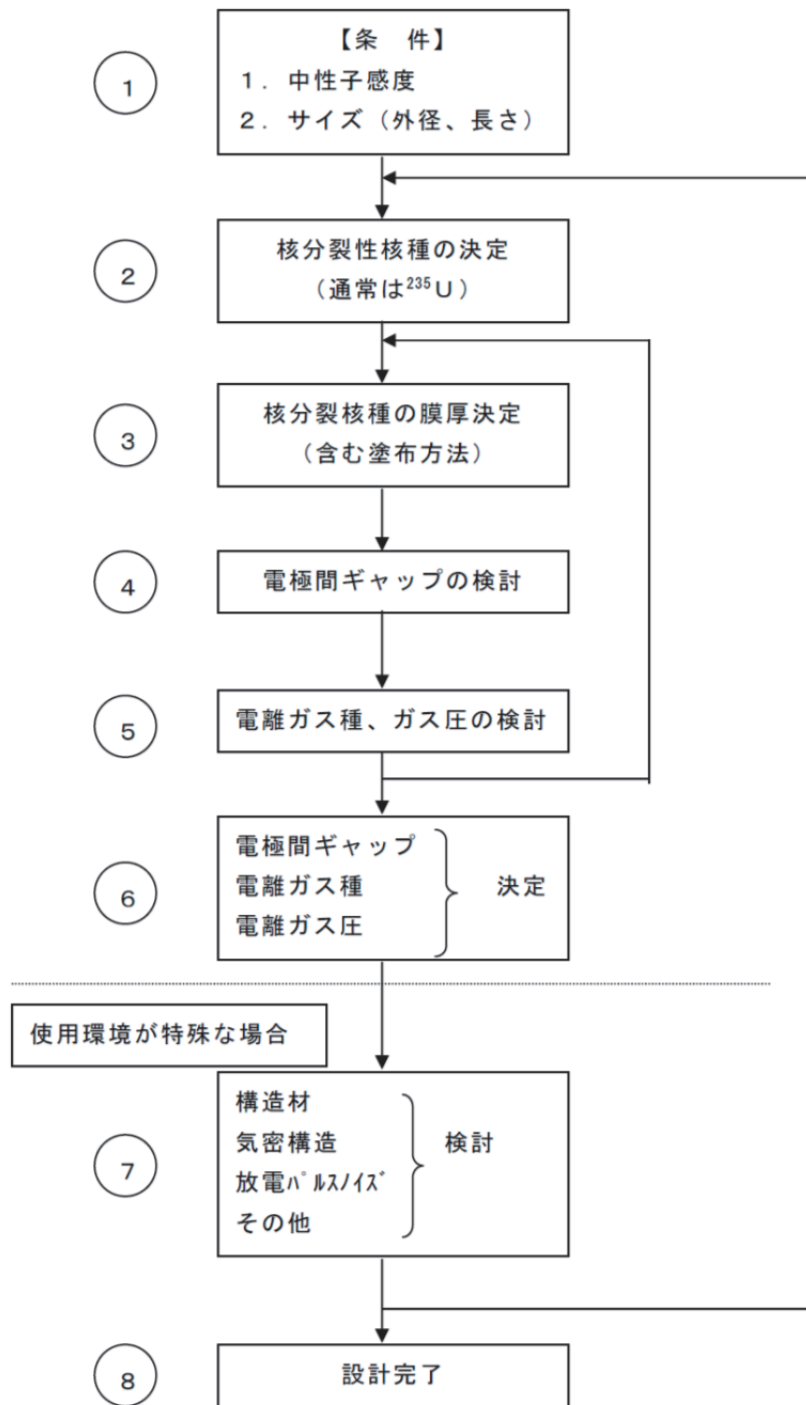 【条　件】
① １．中性子感度
２．サイズ（外径、長さ）
② 核分裂性核種の決定
（通常は²³⁵Ｕ）
③ 核分裂核種の膜厚決定
（含む塗布方法）
④ 電極間ギャップの検討
⑤ 電離ガス種、ガス圧の検討
電極間ギャップ
⑥ 電離ガス種　決定
電離ガス圧
使用環境が特殊な場合
構造材
気密構造　検討
⑦ 放電ﾊﾟﾙｽﾉｲｽﾞ
その他
⑧ 設計完了